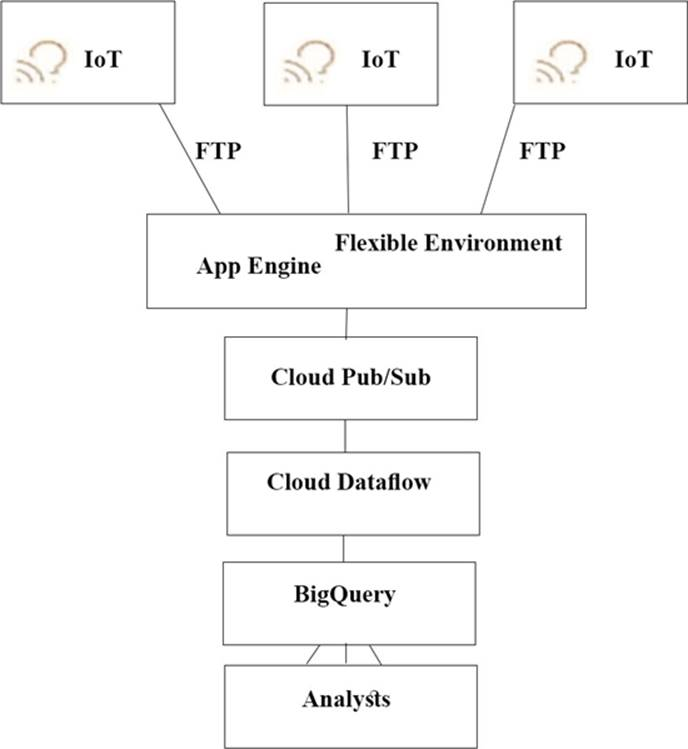 IoT
IoT
IoT
FTP
FTP
FTP
Flexible Environment
App Engine
Cloud Pub/Sub
Cloud Dataflow
BigQuery
Analysts